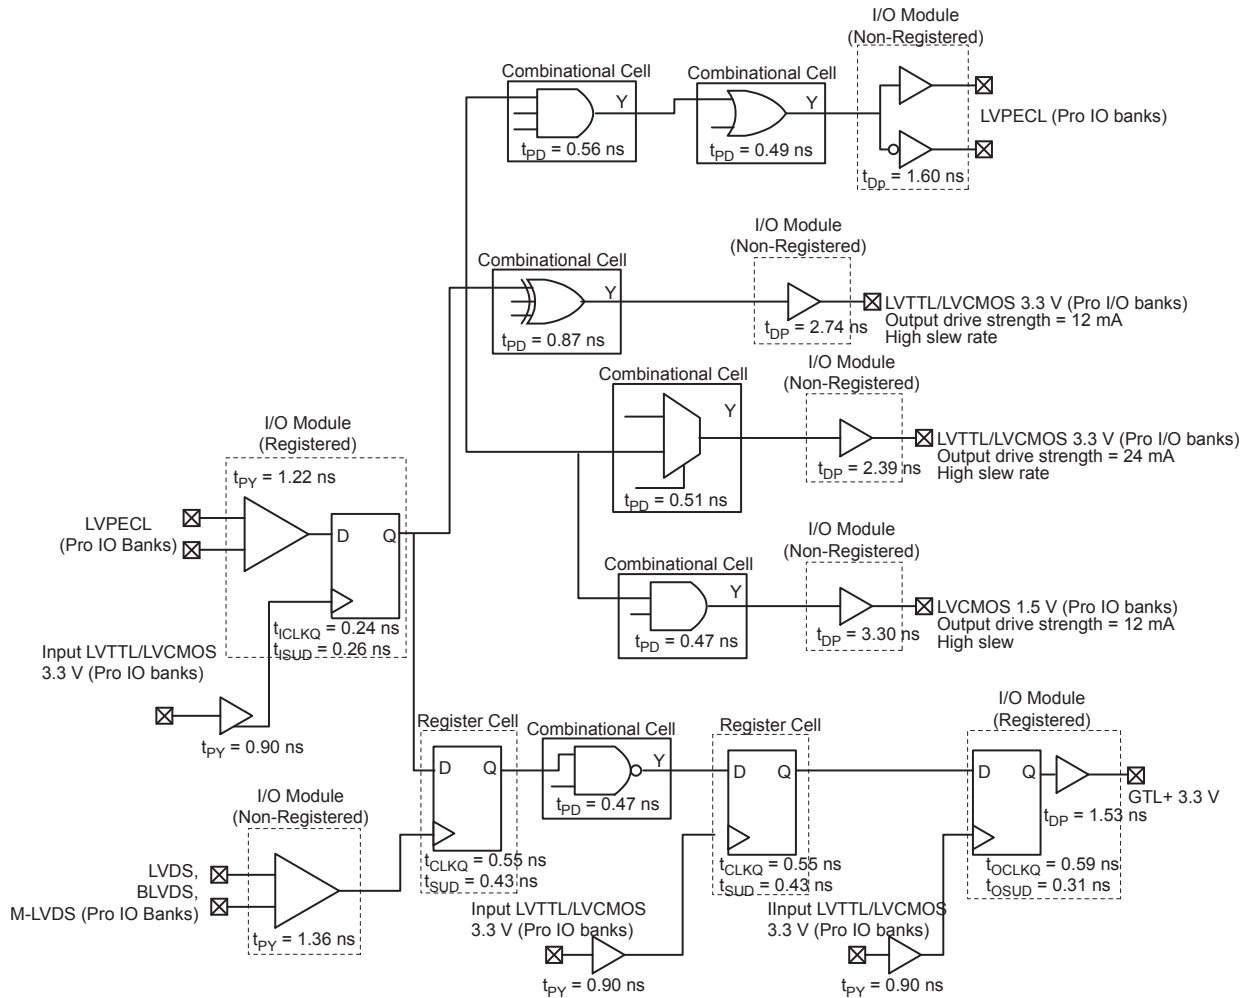 I/O Module
(Non-Registered)
Combinational Cell
Y
tPD = 0.56 ns
Combinational Cell
Y
tPD = 0.49 ns
LVPECL (Pro IO banks)
tDp = 1.60 ns
I/O Module
(Non-Registered)
Combinational Cell
Y
tPD = 0.87 ns
tDP = 2.74 ns
LVTTL/LVCMOS 3.3 V (Pro I/O banks)
Output drive strength = 12 mA
High slew rate
I/O Module
(Non-Registered)
Combinational Cell
Y
tPD = 0.51 ns
tDP = 2.39 ns
LVTTL/LVCMOS 3.3 V (Pro I/O banks)
Output drive strength = 24 mA
High slew rate
I/O Module
(Registered)
tPY = 1.22 ns
LVPECL
(Pro IO Banks)
D
Q
tICLKQ = 0.24 ns
tISUD = 0.26 ns
Input LVTTL/LVCMOS
3.3 V (Pro IO banks)
tPY = 0.90 ns
I/O Module
(Non-Registered)
Combinational Cell
Y
tPD = 0.47 ns
tDP = 3.30 ns
LVCMOS 1.5 V (Pro IO banks)
Output drive strength = 12 mA
High slew
Register Cell
D
Q
tCLKQ = 0.55 ns
tSUD = 0.43 ns
Combinational Cell
Y
tPD = 0.47 ns
Register Cell
D
Q
tCLKQ = 0.55 ns
tSUD = 0.43 ns
I/O Module
(Registered)
D
Q
GTL+ 3.3 V
tDP = 1.53 ns
tOCLKQ = 0.59 ns
tOSUD = 0.31 ns
I/O Module
(Non-Registered)
LVDS,
BLVDS,
M-LVDS (Pro IO Banks)
tPY = 1.36 ns
Input LVTTL/LVCMOS
3.3 V (Pro IO banks)
tPY = 0.90 ns
IInput LVTTL/LVCMOS
3.3 V (Pro IO banks)
tPY = 0.90 ns